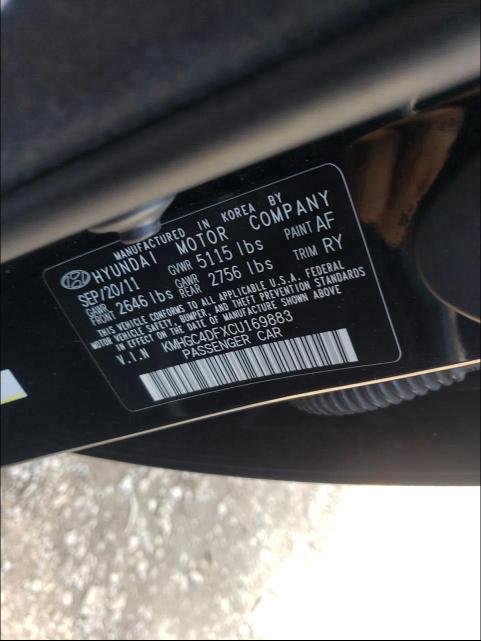 MANUFACTURED IN KOREA BY
HYUNDAI MOTOR COMPANY
SEP/20/11 GVWR 5115 lbs PAINT AF
FRONT 2646 lbs GAWR REAR 2756 lbs TRIM RY
THIS VEHICLE CONFORMS TO ALL APPLICABLE U.S.A. FEDERAL
MOTOR VEHICLE SAFETY, BUMPER, AND THEFT PREVENTION STANDARDS
IN EFFECT ON THE DATE OF MANUFACTURE SHOWN ABOVE.
V.I.N KMHGC4DFXCU169883
PASSENGER CAR